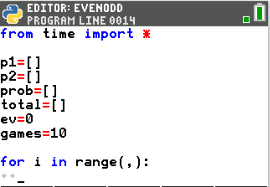 EDITOR: EVENODD
PROGRAM LINE 0014
from time import *
p1=[]
p2=[]
prob=[]
total=[]
ev=0
games=10
for i in range(,):